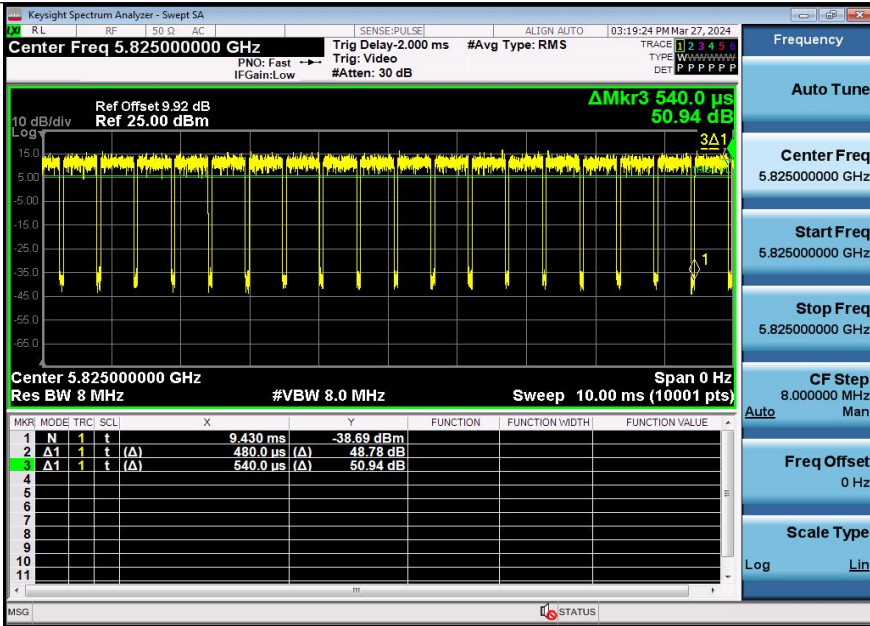 Keysight Spectrum Analyzer - Swept SA
LXI RL RF 50 Ω AC SENSE:PULSE ALIGN AUTO 03:19:24 PM Mar 27, 2024
Center Freq 5.825000000 GHz
PNO: Fast
IFGain:Low
Trig Delay-2.000 ms
Trig: Video
#Atten: 30 dB
#Avg Type: RMS
TRACE 1 2 3 4 5 6
TYPE WWWWWW
DET P P P P P P
Ref Offset 9.92 dB
10 dB/div Ref 25.00 dBm
Log
ΔMkr3 540.0 µs
50.94 dB
3Δ1
15.0
5.00
-5.00
-15.0
-25.0
-35.0
-45.0
-55.0
-65.0
1
Center 5.825000000 GHz Span 0 Hz
Res BW 8 MHz #VBW 8.0 MHz Sweep 10.00 ms (10001 pts)
MKR MODE TRC SCL X Y FUNCTION FUNCTION WIDTH FUNCTION VALUE
1 N 1 t 9.430 ms -38.69 dBm
2 Δ1 1 t (Δ) 480.0 µs (Δ) 48.78 dB
3 Δ1 1 t (Δ) 540.0 µs (Δ) 50.94 dB
4
5
6
7
8
9
10
11
MSG STATUS
Frequency
Auto Tune
Center Freq
5.825000000 GHz
Start Freq
5.825000000 GHz
Stop Freq
5.825000000 GHz
CF Step
8.000000 MHz
Auto Man
Freq Offset
0 Hz
Scale Type
Log Lin